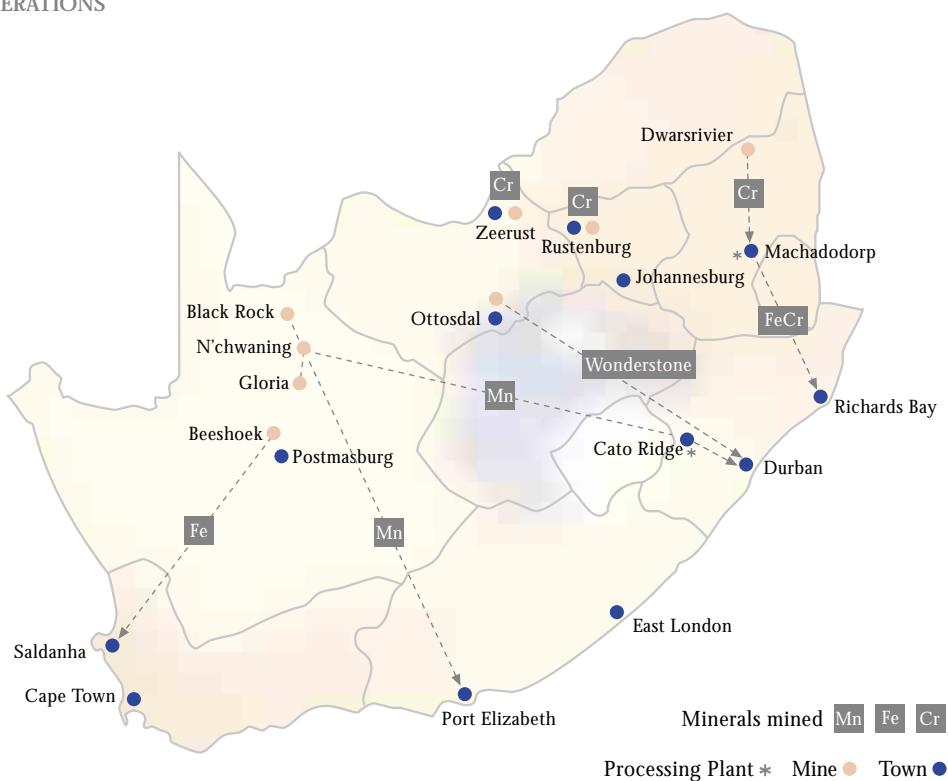 ERATIONS
Dwarsrivier
Cr
Cr
Cr
Zeerust
Rustenburg
* Machadodorp
Johannesburg
Black Rock
Ottosdal
FeCr
N'chwaning
Wonderstone
Gloria
Mn
Richards Bay
Beeshoek
Cato Ridge *
Postmasburg
Durban
Fe
Mn
East London
Saldanha
Cape Town
Port Elizabeth
Minerals mined Mn Fe Cr
Processing Plant * Mine Town